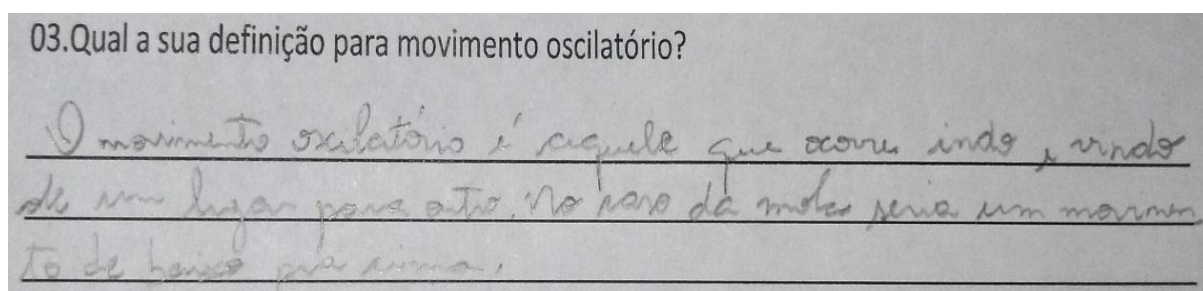 03.Qual a sua definição para movimento oscilatório?
O movimento oscilatório é aquele que ocorre indo, vindo
de um lugar para outro. No caso da mola seria um movimen
to de baixo pra cima.